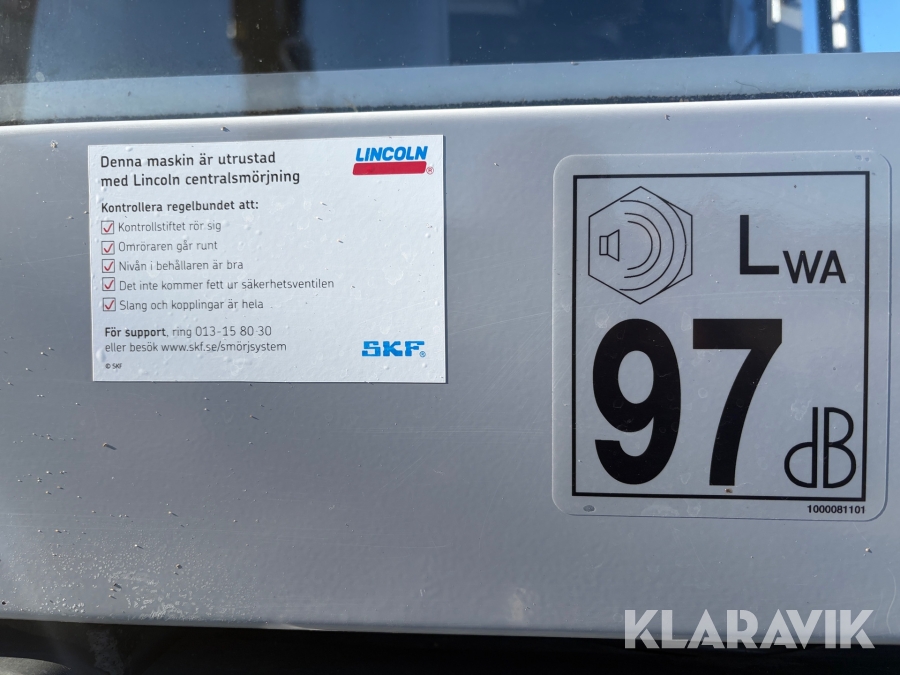 Denna maskin är utrustad
med Lincoln centralsmörjning
LINCOLN®
Kontrollera regelbundet att:
Kontrollstiftet rör sig
Omröraren går runt
Nivån i behållaren är bra
Det inte kommer fett ur säkerhetsventilen
Slang och kopplingar är hela
För support, ring 013-15 80 30
eller besök www.skf.se/smörjsystem
© SKF
SKF®
LWA
97
dB
1000081101
KLARAVIK